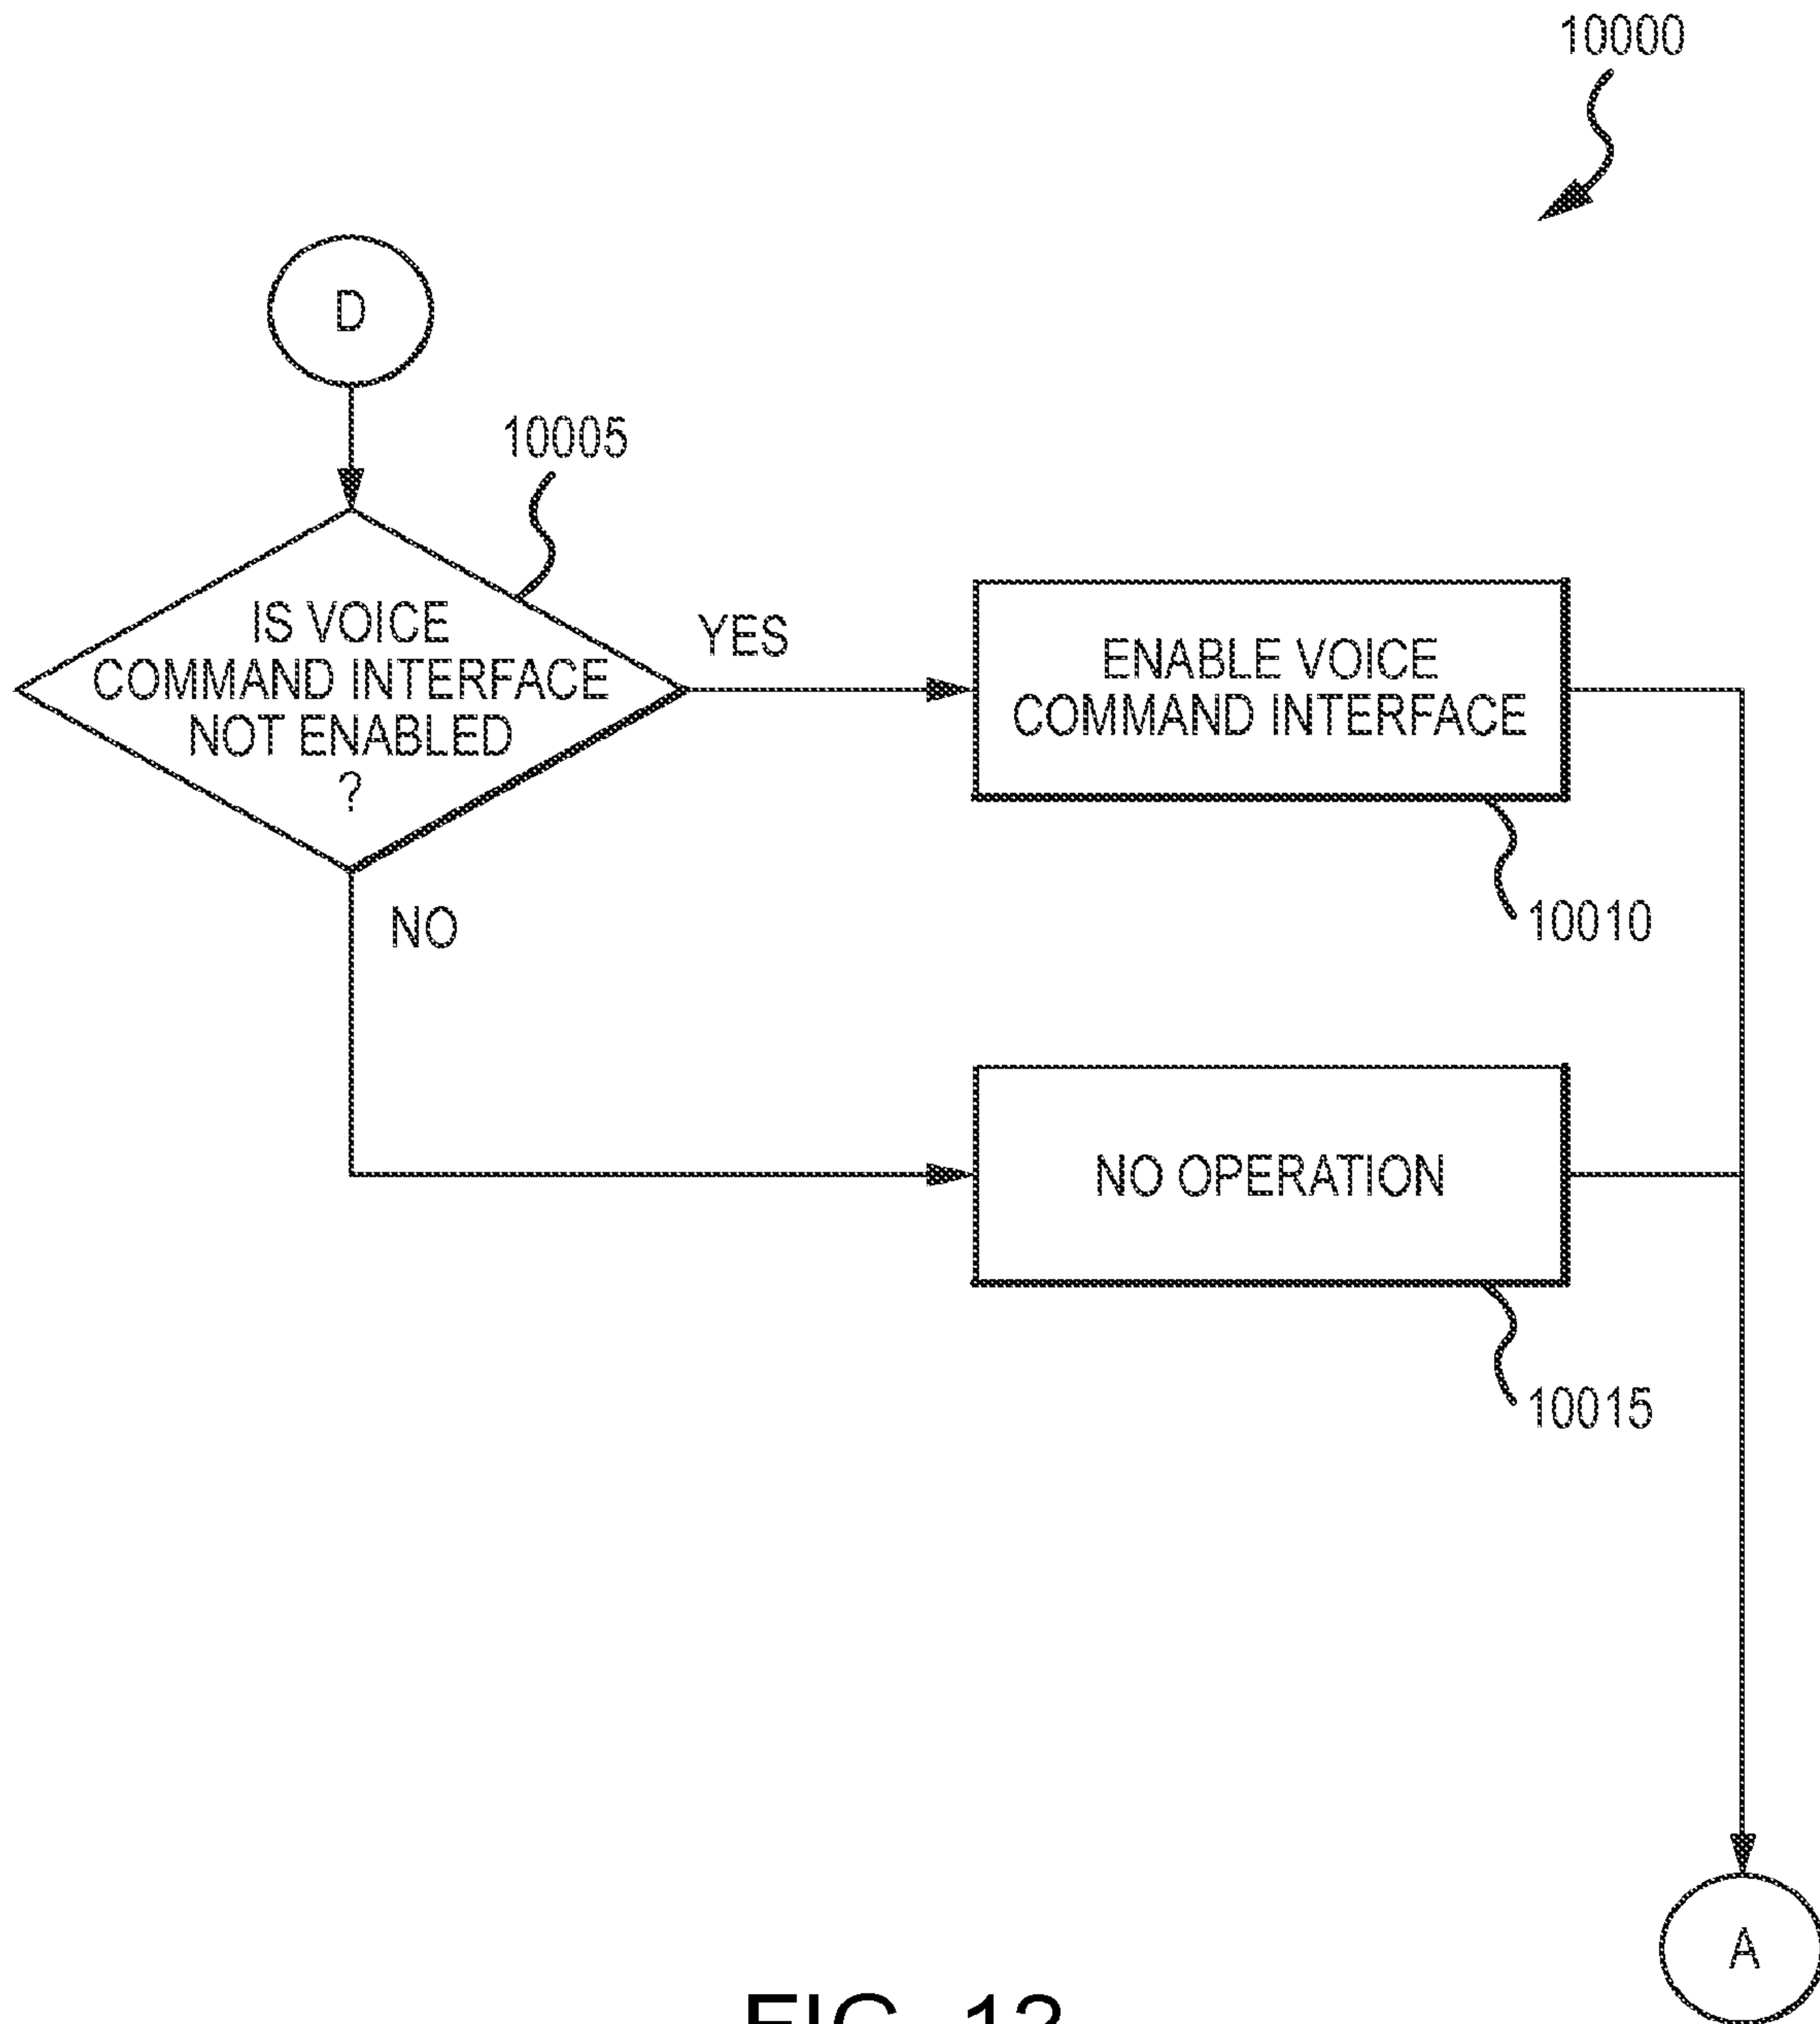 10000
D
10005
IS VOICE
COMMAND INTERFACE
NOT ENABLED
?
YES
ENABLE VOICE
COMMAND INTERFACE
10010
NO
NO OPERATION
10015
A